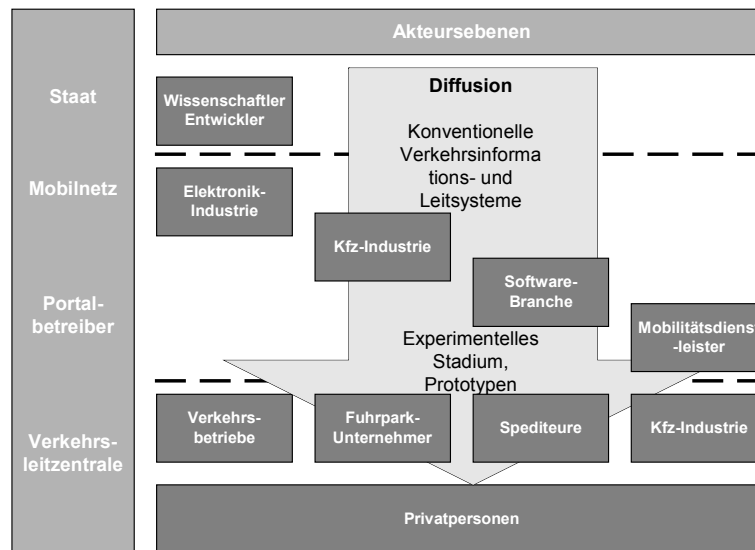 Akteursebenen
Staat
Wissenschaftler
Entwickler
Diffusion
Konventionelle
Verkehrsinforma
tions- und
Leitsysteme
Mobilnetz
Elektronik-
Industrie
Kfz-Industrie
Software-
Branche
Portal-
betreiber
Mobilitätsdienst
-leister
Experimentelles
Stadium,
Prototypen
Verkehrs-
betriebe
Fuhrpark-
Unternehmer
Spediteure
Kfz-Industrie
Verkehrs-
leitzentrale
Privatpersonen